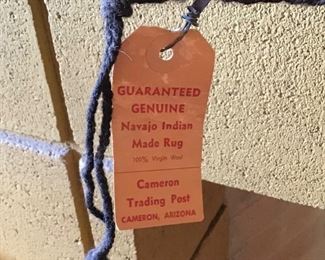 GUARANTEED
GENUINE
Navajo Indian
Made Rug
100% Virgin Wool
Cameron
Trading Post
CAMERON, ARIZONA